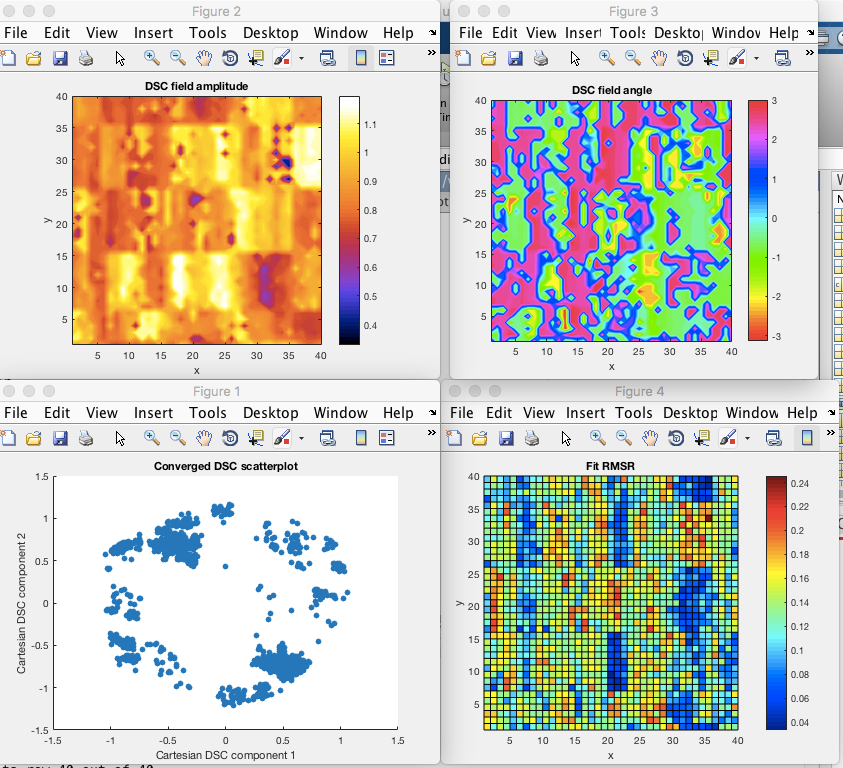 Figure 2
File Edit View Insert Tools Desktop Window Help
DSC field amplitude
40
35
30
25
20
15
10
5
y
5 10 15 20 25 30 35 40
x
1.1
1
0.9
0.8
0.7
0.6
0.5
0.4
Figure 3
File Edit View Insert Tools Window Help
DSC field angle
40
35
30
25
20
15
10
5
y
5 10 15 20 25 30 35 40
x
3
2
1
0
-1
-2
-3
Figure 1
File Edit View Insert Tools Desktop Window Help
Converged DSC scatterplot
1.5
1
0.5
0
-0.5
-1
-1.5
Cartesian DSC component 2
-1.5 -1 -0.5 0 0.5 1 1.5
Cartesian DSC component 1
Figure 4
File Edit View Insert Tools Desktop Window Help
Fit RMSR
40
35
30
25
20
15
10
5
y
5 10 15 20 25 30 35 40
x
0.24
0.22
0.2
0.18
0.16
0.14
0.12
0.1
0.08
0.06
0.04